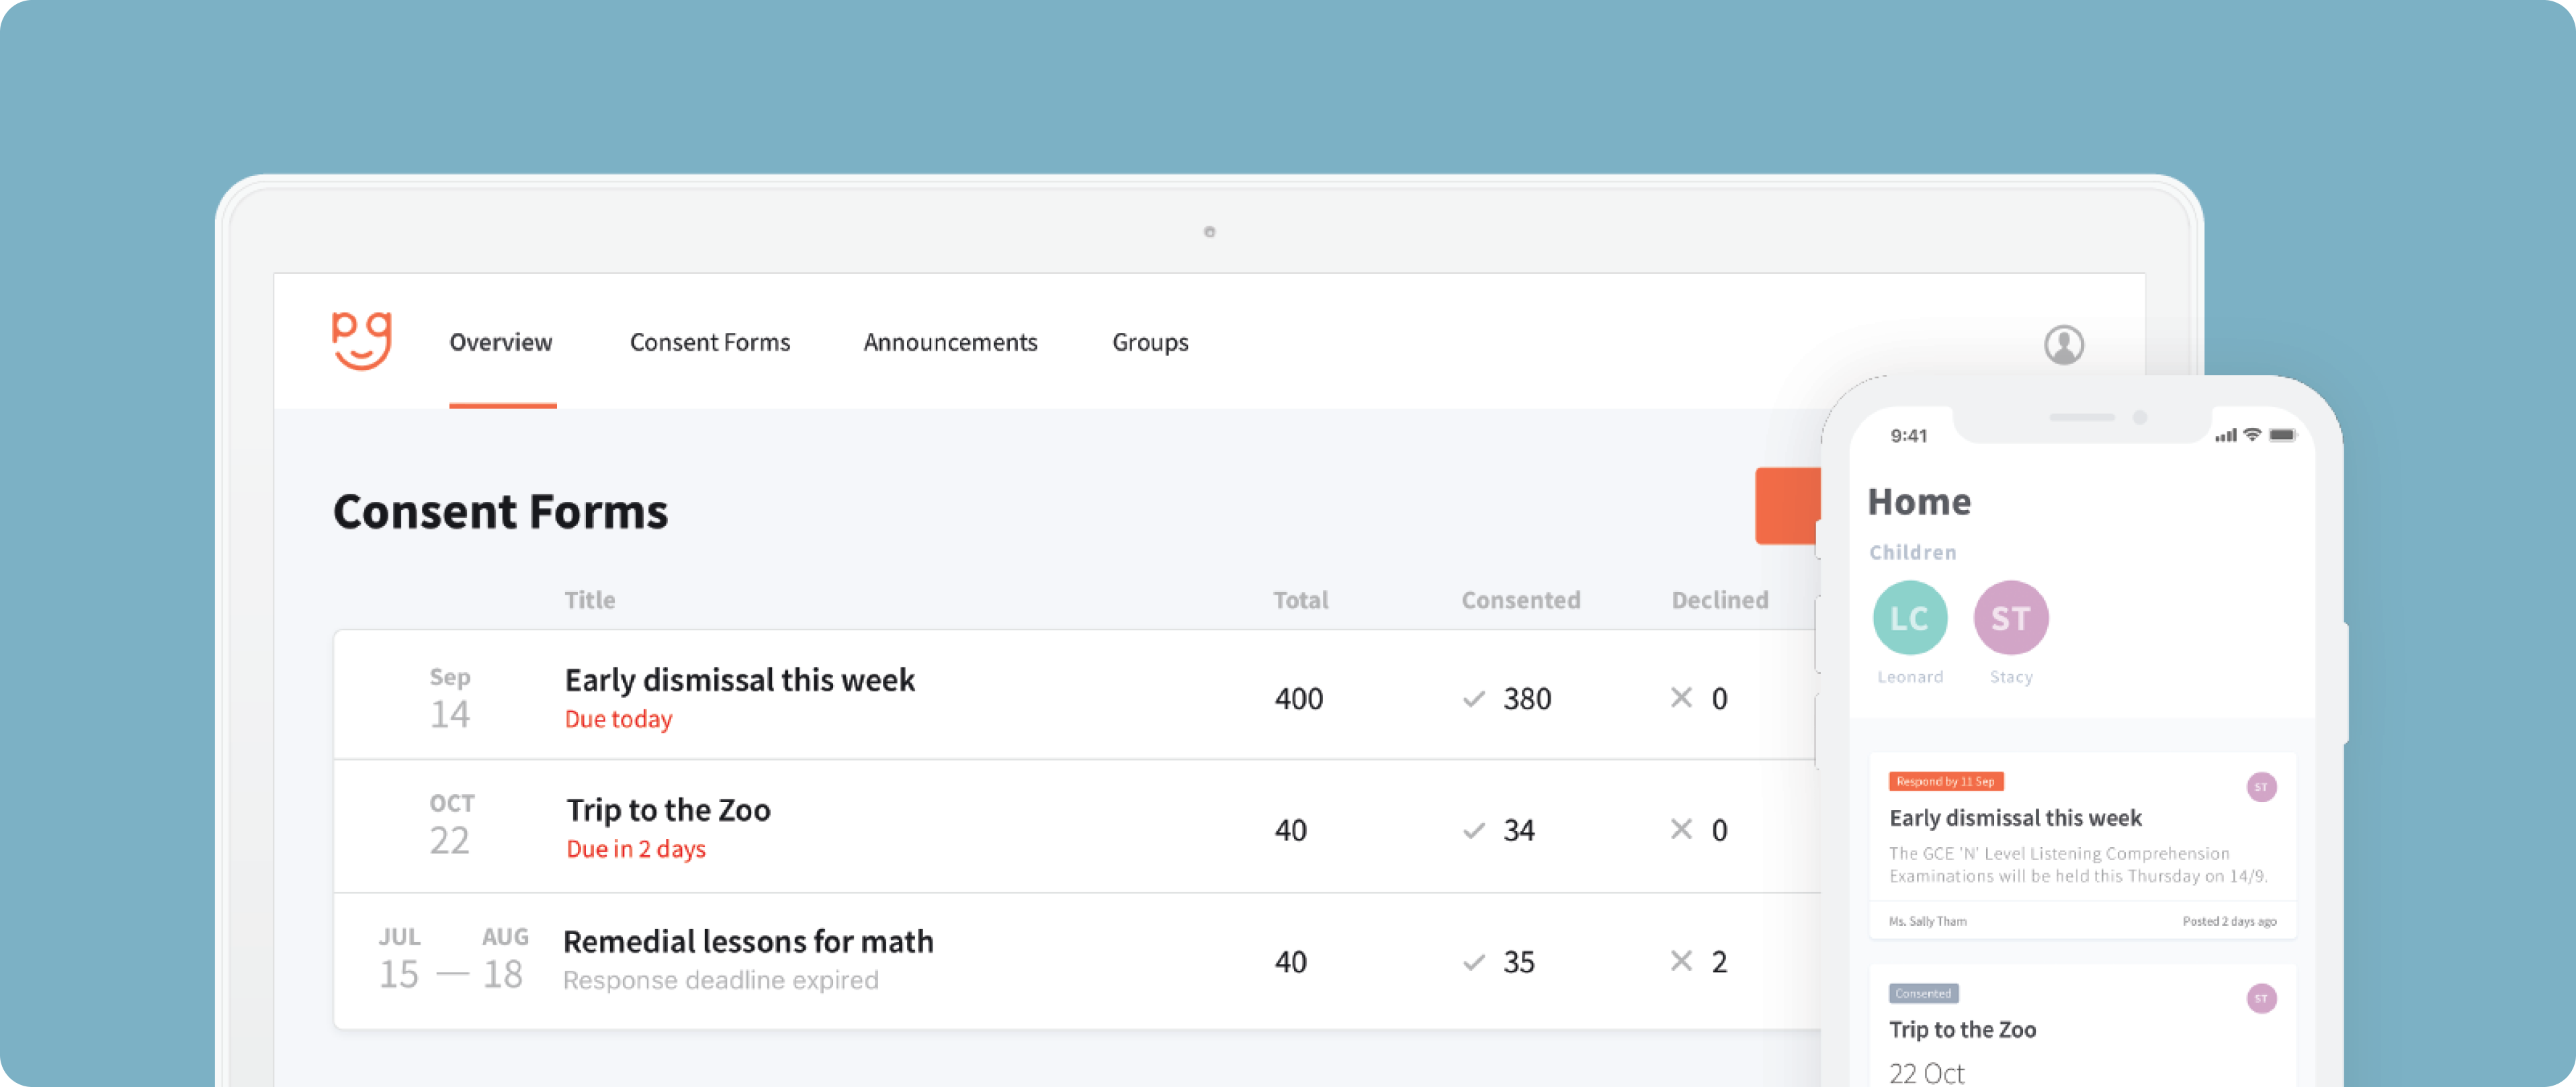 Overview Consent Forms Announcements Groups
Consent Forms
Title Total Consented Declined
Sep
14
Early dismissal this week
Due today
400 380 0
OCT
22
Trip to the Zoo
Due in 2 days
40 34 0
JUL AUG
15 — 18
Remedial lessons for math
Response deadline expired
40 35 2
9:41
Home
Children
LC ST
Leonard Stacy
Respond by 11 Sep
ST
Early dismissal this week
The GCE 'N' Level Listening Comprehension
Examinations will be held this Thursday on 14/9.
Ms. Sally Tham Posted 2 days ago
Consented
ST
Trip to the Zoo
22 Oct